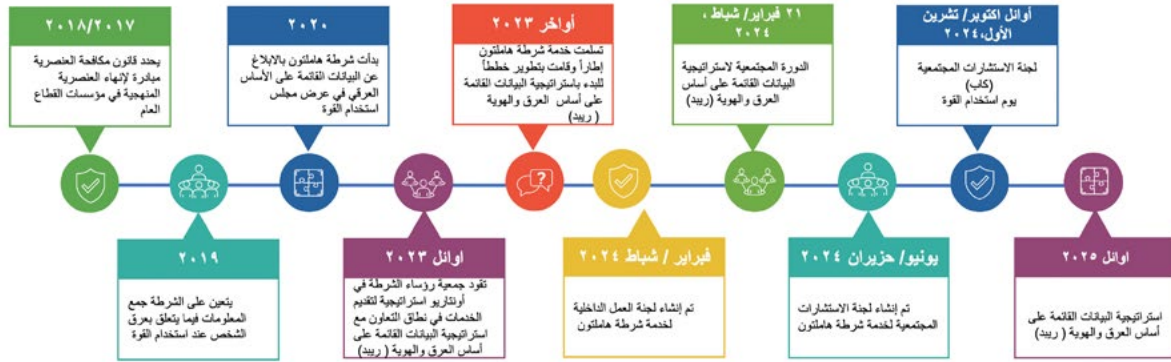 ٢٠١٨/٢٠١٧
يحدد قانون مكافحة العنصرية
مبادرة لإنهاء العنصرية
المنهجية في مؤسسات القطاع
العام
٢٠١٩
يتعين على الشرطة جمع
المعلومات فيما يتعلق بعرق
الشخص عند استخدام القوة
٢٠٢٠
بدأت شرطة هاملتون بالابلاغ
عن البيانات القائمة على الأساس
العرقي في عرض مجلس
استخدام القوة
اوائل ٢٠٢٣
تقود جمعية رؤساء الشرطة في
أونتاريو استراتيجية لتقديم
الخدمات في نطاق التعاون مع
استراتيجية البيانات القائمة على
أساس العرق والهوية ( ريبد)
أواخر ٢٠٢٣
تسلمت خدمة شرطة هاملتون
إطاراً وقامت بتطوير خططاً
للبدء باستراتيجية البيانات القائمة
على أساس العرق والهوية
( ريبد)
فبراير / شباط ٢٠٢٤
تم إنشاء لجنة العمل الداخلية
لخدمة شرطة هاملتون
٢١ فبراير/ شباط ،
٢٠٢٤
الدورة المجتمعية لاستراتيجية
البيانات القائمة على أساس
العرق والهوية (ريبد)
يونيو/ حزيران ٢٠٢٤
تم إنشاء لجنة الاستشارات
المجتمعية لخدمة شرطة هاملتون
أوائل اكتوبر/ تشرين
الأول،٢٠٢٤
لجنة الاستشارات المجتمعية
(كاب)
يوم استخدام القوة
اوائل ٢٠٢٥
استراتيجية البيانات القائمة على
أساس العرق والهوية ( ريبد)